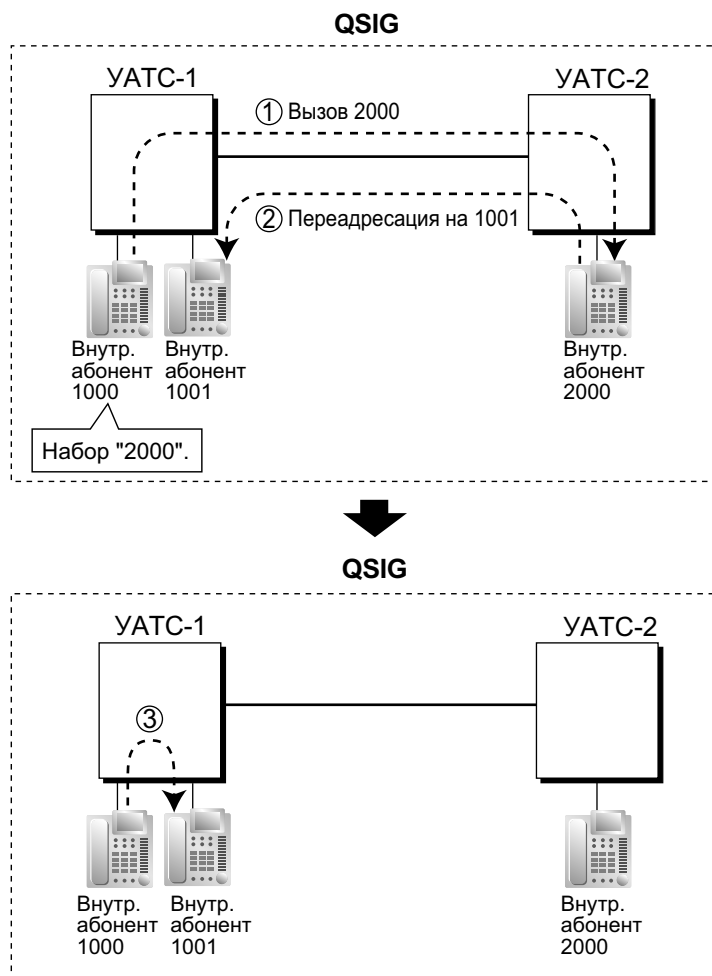 QSIG
УАТС-1
УАТС-2
① Вызов 2000
② Переадресация на 1001
Внутр.
абонент
1000
Внутр.
абонент
1001
Внутр.
абонент
2000
Набор "2000".
QSIG
УАТС-1
УАТС-2
③
Внутр.
абонент
1000
Внутр.
абонент
1001
Внутр.
абонент
2000